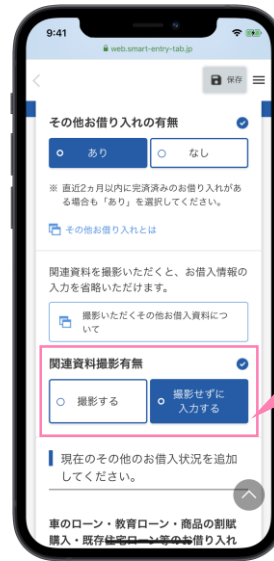 9:41
web.smart-entry-tab.jp
保存
その他お借り入れの有無
あり
なし
※ 直近2ヵ月以内に完済済みのお借り入れがあ
る場合も「あり」を選択してください。
その他お借り入れとは
関連資料を撮影いただくと、お借入情報の
入力を省略いただけます。
撮影いただくその他お借入資料につ
いて
関連資料撮影有無
撮影する
撮影せずに
入力する
現在のその他のお借入状況を追加
してください。
車のローン・教育ローン・商品の割賦
購入・既存住宅ローン等のお借り入れ